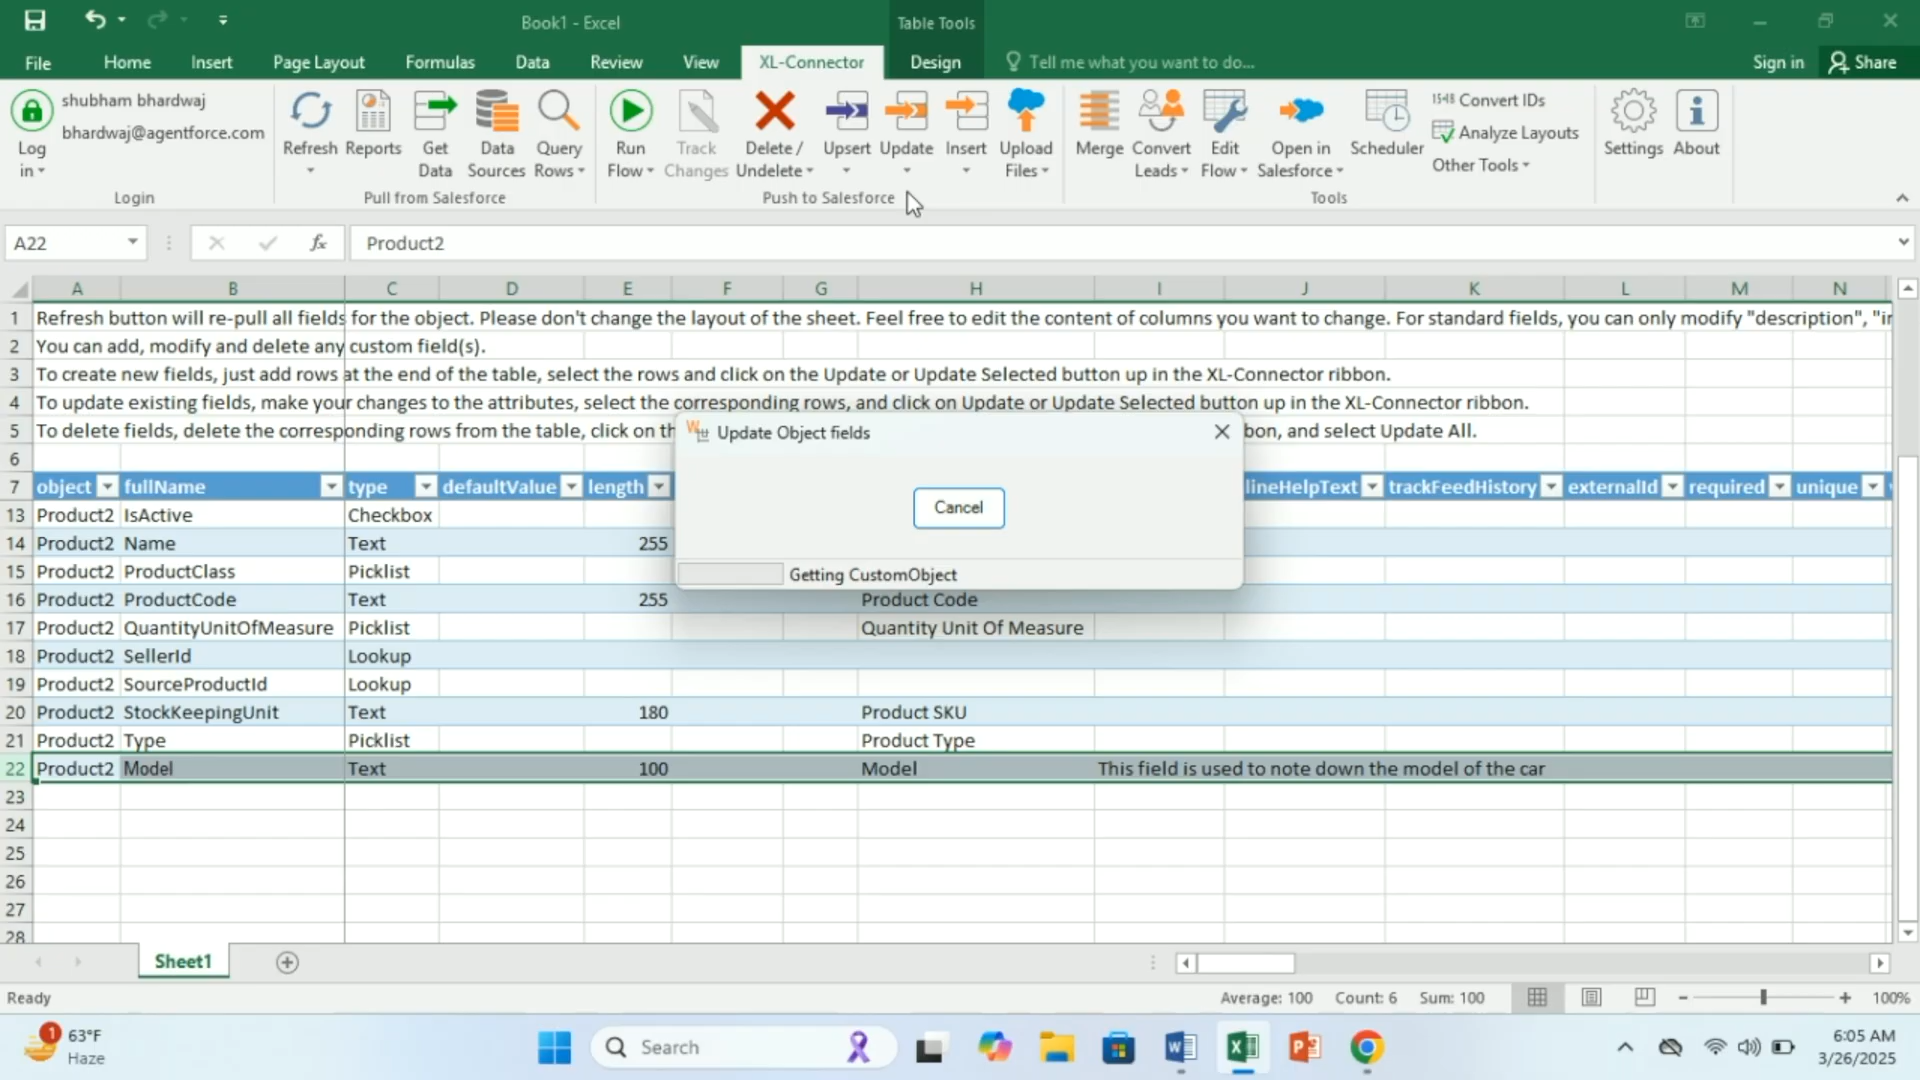 Book1 - Excel
Table Tools
File
Home
Insert
Page Layout
Formulas
Data
Review
View
XL-Connector
Design
Tell me what you want to do...
Sign in
Share
shubham bhardwaj
bhardwaj@agentforce.com
Log in
Refresh
Reports
Get Data
Data Sources
Query Rows
Run Flow
Track Changes
Delete / Undelete
Upsert
Update
Insert
Upload Files
Merge
Convert Leads
Edit Flow
Open in Salesforce
Scheduler
Convert IDs
Analyze Layouts
Other Tools
Settings
About
Login
Pull from Salesforce
Push to Salesforce
Tools
A22
fx
Product2
A B C D E F G H I J K L M N
1 Refresh button will re-pull all fields for the object. Please don't change the layout of the sheet. Feel free to edit the content of columns you want to change. For standard fields, you can only modify "description", "ir
2 You can add, modify and delete any custom field(s).
3 To create new fields, just add rows at the end of the table, select the rows and click on the Update or Update Selected button up in the XL-Connector ribbon.
4 To update existing fields, make your changes to the attributes, select the corresponding rows, and click on Update or Update Selected button up in the XL-Connector ribbon.
5 To delete fields, delete the corresponding rows from the table, click on th bon, and select Update All.
6
Update Object fields
Cancel
Getting CustomObject
7 object fullName type defaultValue length lineHelpText trackFeedHistory externalId required unique
13 Product2 IsActive Checkbox
14 Product2 Name Text 255
15 Product2 ProductClass Picklist
16 Product2 ProductCode Text 255 Product Code
17 Product2 QuantityUnitOfMeasure Picklist Quantity Unit Of Measure
18 Product2 SellerId Lookup
19 Product2 SourceProductId Lookup
20 Product2 StockKeepingUnit Text 180 Product SKU
21 Product2 Type Picklist Product Type
22 Product2 Model Text 100 Model This field is used to note down the model of the car
23
24
25
26
27
28
Sheet1
Ready
Average: 100 Count: 6 Sum: 100
100%
1
63°F
Haze
Search
6:05 AM
3/26/2025